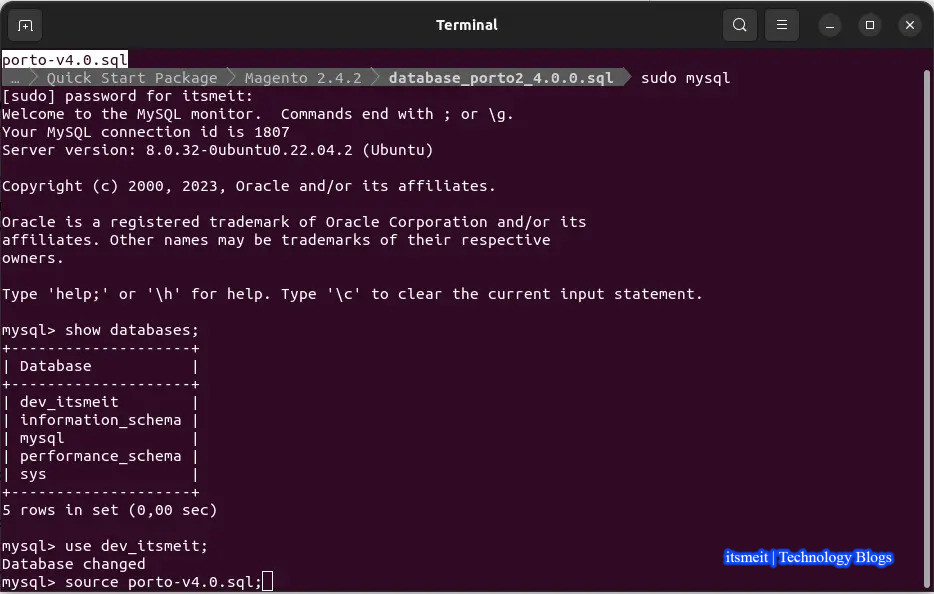 Terminal
porto-v4.0.sql
… Quick Start Package Magento 2.4.2 database_porto2_4.0.0.sql sudo mysql
[sudo] password for itsmeit:
Welcome to the MySQL monitor.  Commands end with ; or \g.
Your MySQL connection id is 1807
Server version: 8.0.32-0ubuntu0.22.04.2 (Ubuntu)

Copyright (c) 2000, 2023, Oracle and/or its affiliates.

Oracle is a registered trademark of Oracle Corporation and/or its
affiliates. Other names may be trademarks of their respective
owners.

Type 'help;' or '\h' for help. Type '\c' to clear the current input statement.

mysql> show databases;
+--------------------+
| Database           |
+--------------------+
| dev_itsmeit        |
| information_schema |
| mysql              |
| performance_schema |
| sys                |
+--------------------+
5 rows in set (0,00 sec)

mysql> use dev_itsmeit;
Database changed
mysql> source porto-v4.0.sql;
itsmeit | Technology Blogs